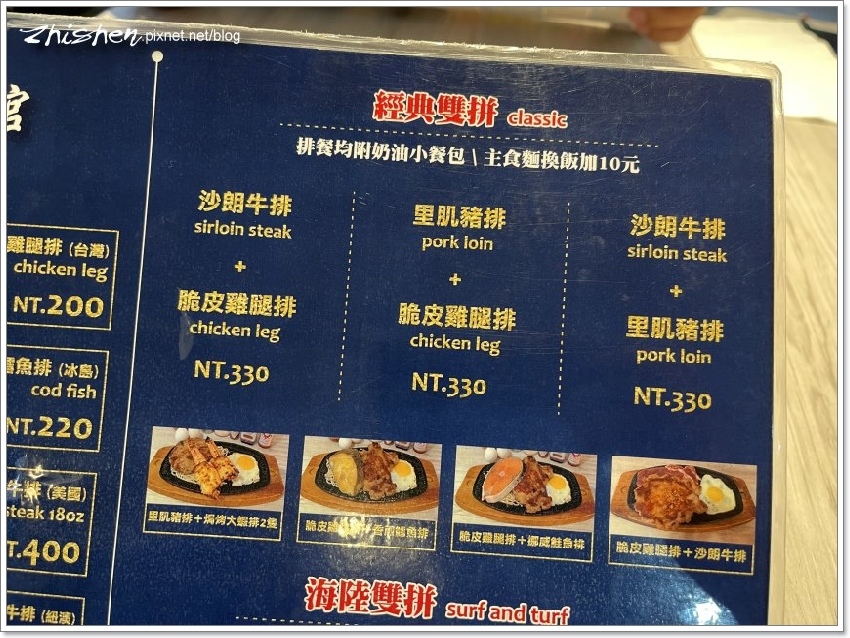 zhishen.pixnet.net/blog
館
雞腿排 (台灣)
chicken leg
NT.200
鱈魚排 (冰島)
cod fish
NT.220
牛排 (美國)
steak 18oz
NT.400
牛排 (紐澳)
經典雙拼 classic
排餐均附奶油小餐包 \ 主食麵換飯加10元
沙朗牛排
sirloin steak
+
脆皮雞腿排
chicken leg
NT.330
里肌豬排
pork loin
+
脆皮雞腿排
chicken leg
NT.330
沙朗牛排
sirloin steak
+
里肌豬排
pork loin
NT.330
里肌豬排+焗烤大蝦排2隻
脆皮雞腿排+香煎鱈魚排
脆皮雞腿排+挪威鮭魚排
脆皮雞腿排+沙朗牛排
海陸雙拼 surf and turf